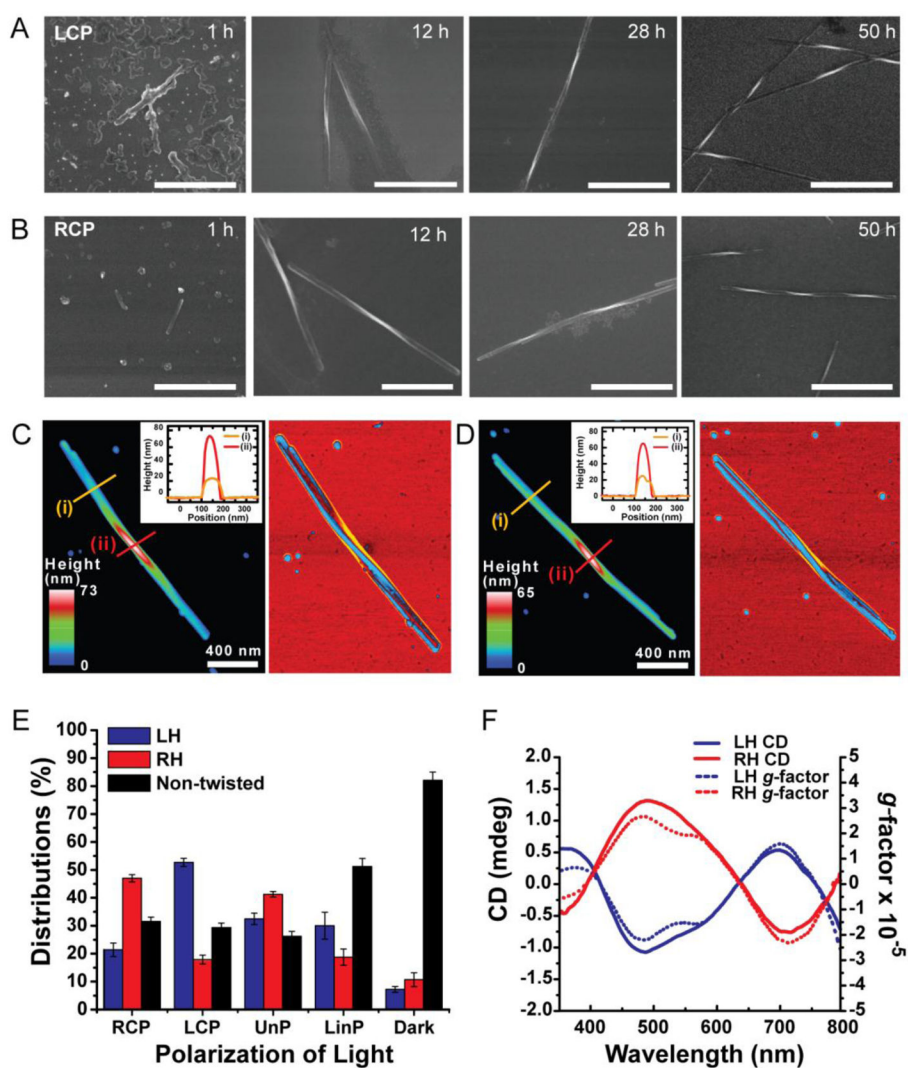 A
LCP
1 h
12 h
28 h
50 h
B
RCP
1 h
12 h
28 h
50 h
C
Height (nm)
80
60
40
20
0
(i)
(ii)
0 100 200 300
Position (nm)
(i)
(ii)
Height
(nm)
73
0
400 nm
D
Height (nm)
80
60
40
20
0
(i)
(ii)
0 100 200 300
Position (nm)
(i)
(ii)
Height
(nm)
65
0
400 nm
E
Distributions (%)
100
90
80
70
60
50
40
30
20
10
0
LH
RH
Non-twisted
RCP LCP UnP LinP Dark
Polarization of Light
F
LH CD
RH CD
LH g-factor
RH g-factor
CD (mdeg)
2.0
1.5
1.0
0.5
0.0
-0.5
-1.0
-1.5
-2.0
5
4
3
2
1
0
-1
-2
-3
-4
-5
g-factor x 10-5
400 500 600 700 800
Wavelength (nm)